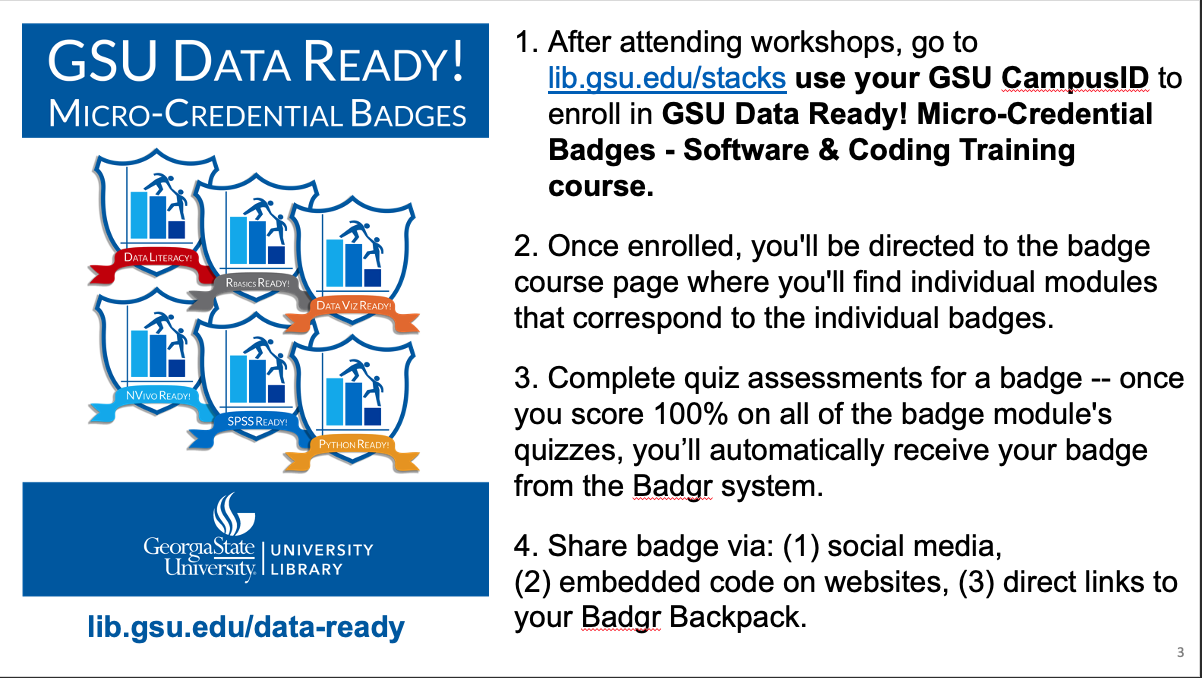 GSU DATA READY!
MICRO-CREDENTIAL BADGES
DATA LITERACY!
RBASICS READY!
DATA VIZ READY!
NVIVO READY!
SPSS READY!
PYTHON READY!
GeorgiaState University.
UNIVERSITY LIBRARY
lib.gsu.edu/data-ready
1. After attending workshops, go to
lib.gsu.edu/stacks use your GSU CampusID to
enroll in GSU Data Ready! Micro-Credential
Badges - Software & Coding Training
course.
2. Once enrolled, you'll be directed to the badge
course page where you'll find individual modules
that correspond to the individual badges.
3. Complete quiz assessments for a badge -- once
you score 100% on all of the badge module's
quizzes, you’ll automatically receive your badge
from the Badgr system.
4. Share badge via: (1) social media,
(2) embedded code on websites, (3) direct links to
your Badgr Backpack.
3